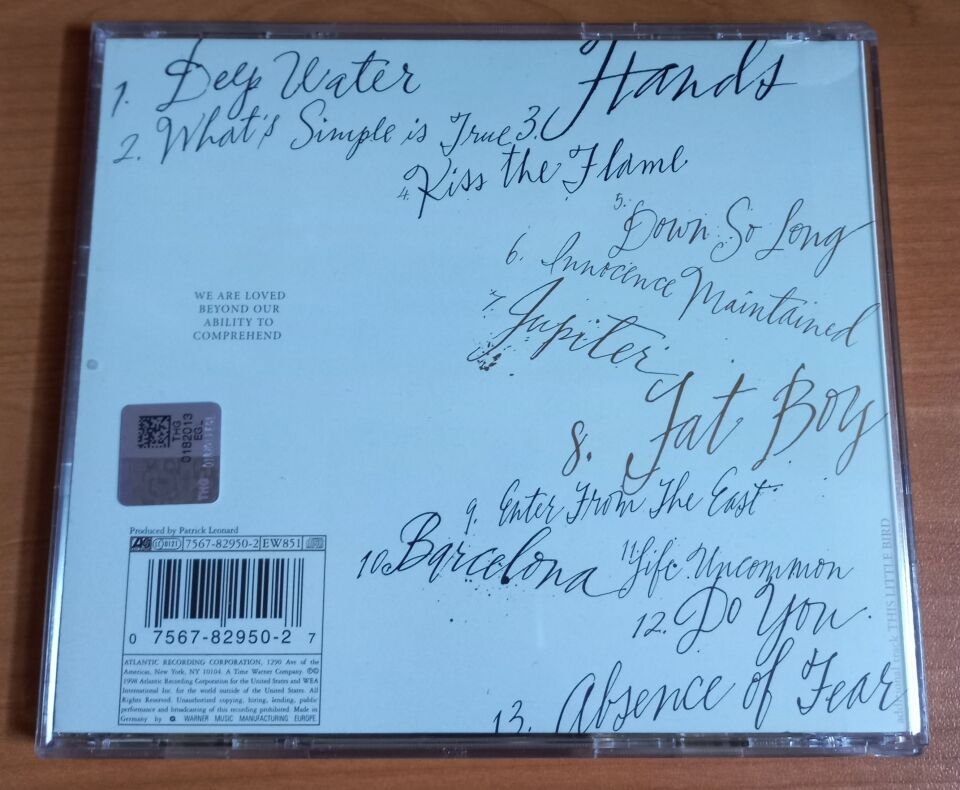 1. Deep Water
2. What's Simple is True
3. Hands
4. Kiss the Flame
5. Down So Long
6. Innocence Maintained
7. Jupiter
8. Fat Boy
9. Enter From The East
10 Barcelona
11. Life Uncommon
12. Do You
13. Absence of Fear
WE ARE LOVED
BEYOND OUR
ABILITY TO
COMPREHEND
THG
0182013
EGL
Produced by Patrick Leonard
7567-82950-2 EW851
0 7567-82950-2 7
ATLANTIC RECORDING CORPORATION, 1290 Ave of the
Americas, New York, NY 10104. A Time Warner Company. ℗©
1998 Atlantic Recording Corporation for the United States and WEA
International Inc. for the world outside of the United States. All
Rights Reserved. Unauthorized copying, hiring, lending, public
performance and broadcasting of this recording prohibited. Made in
Germany by WARNER MUSIC MANUFACTURING EUROPE
track THIS LITTLE BIRD